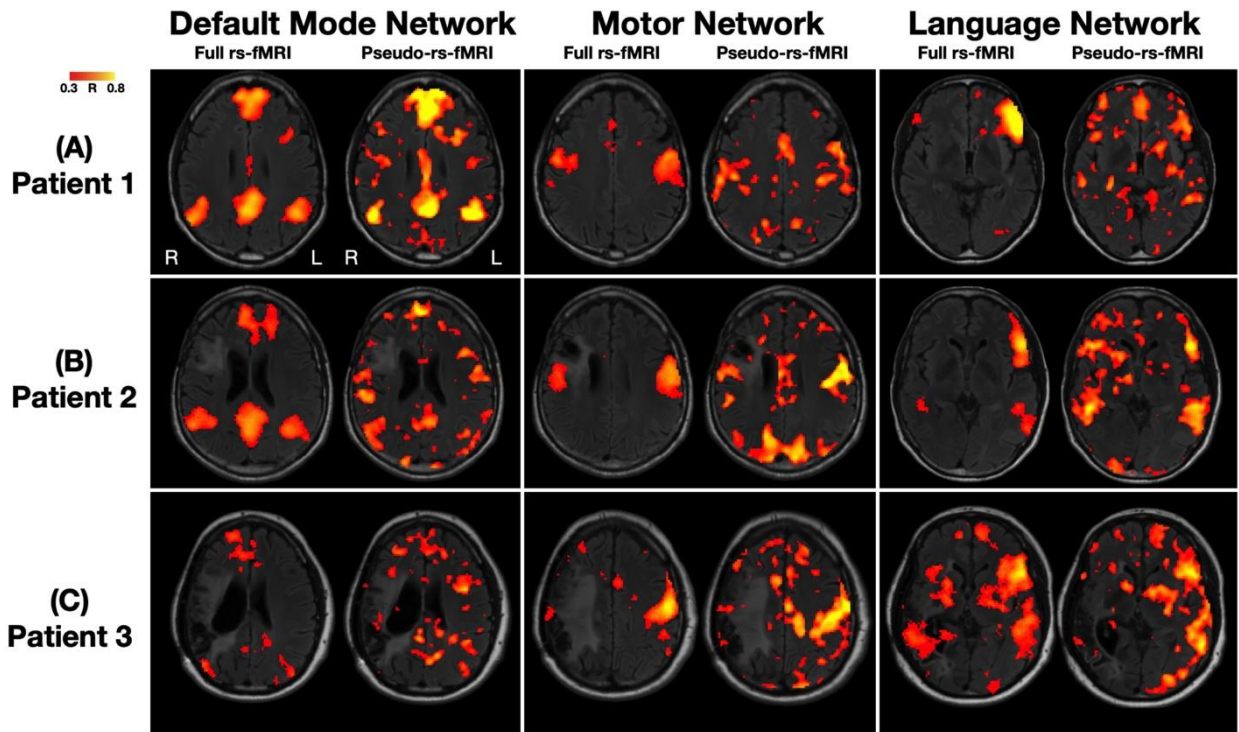 Default Mode Network Motor Network Language Network
Full rs-fMRI Pseudo-rs-fMRI Full rs-fMRI Pseudo-rs-fMRI Full rs-fMRI Pseudo-rs-fMRI
0.3 R 0.8
(A)
Patient 1
R L R L
(B)
Patient 2
(C)
Patient 3